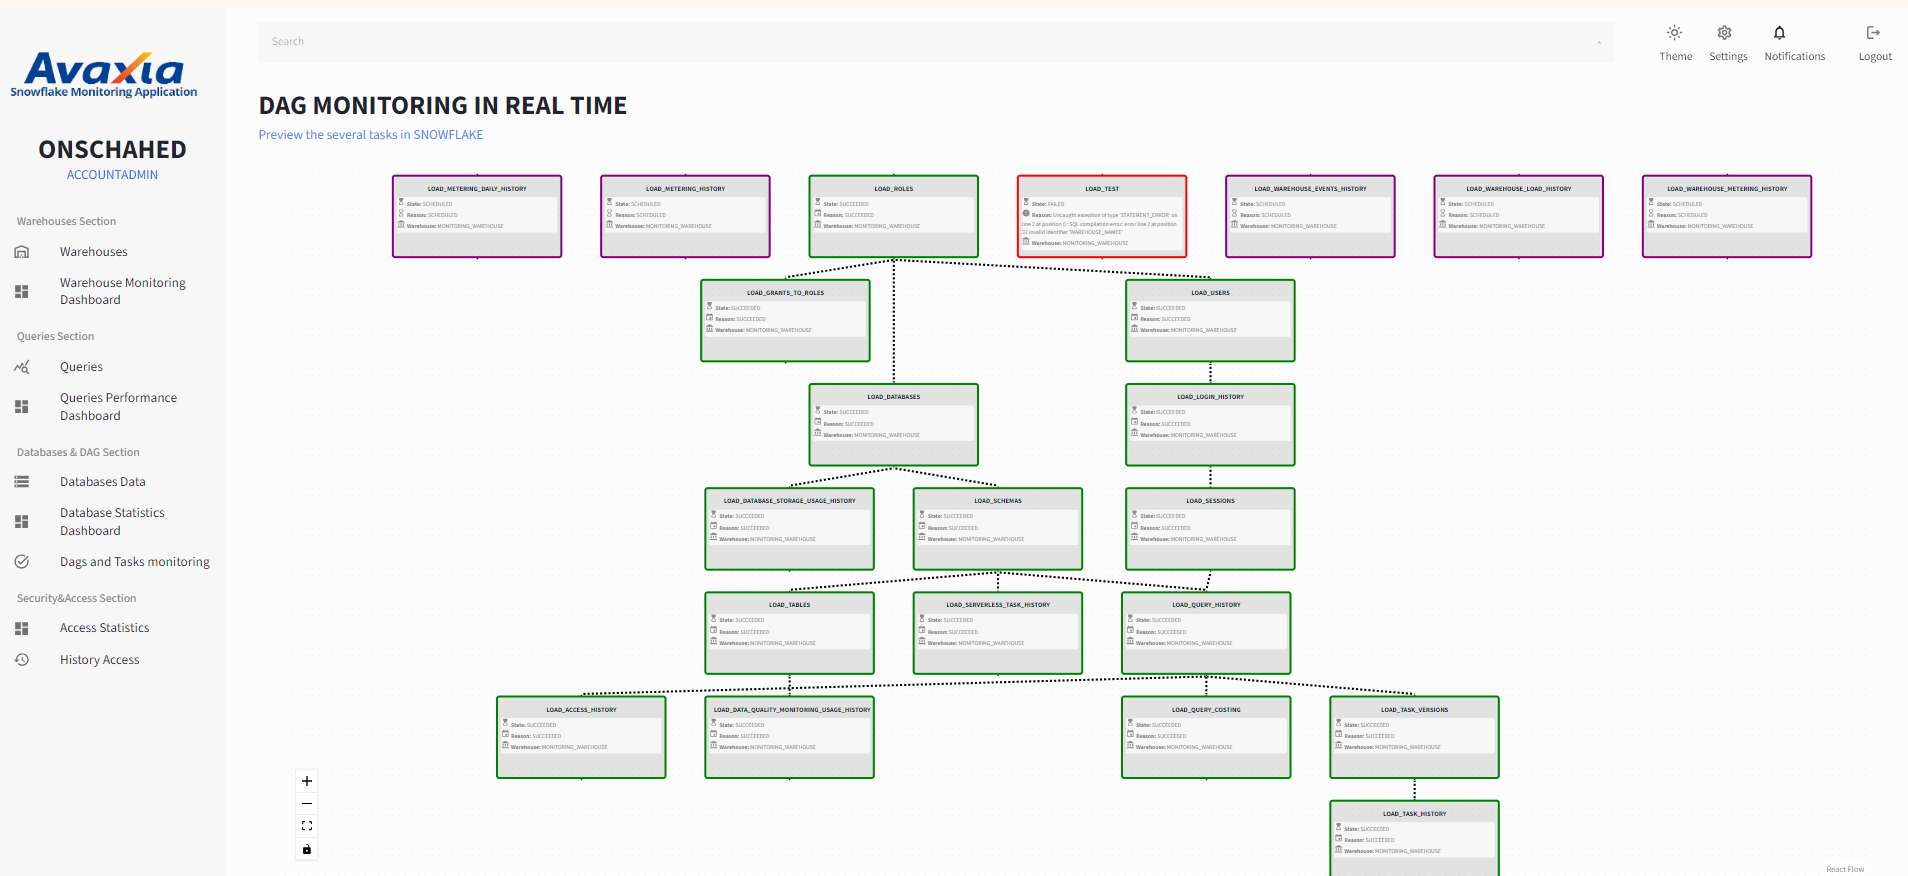 Avaxia
Snowflake Monitoring Application
ONSCHAHED
ACCOUNTADMIN
Warehouses Section
Warehouses
Warehouse Monitoring
Dashboard
Queries Section
Queries
Queries Performance
Dashboard
Databases & DAG Section
Databases Data
Database Statistics
Dashboard
Dags and Tasks monitoring
Security&Access Section
Access Statistics
History Access
Search
Theme
Settings
Notifications
Logout
DAG MONITORING IN REAL TIME
Preview the several tasks in SNOWFLAKE
LOAD_METERING_DAILY_HISTORY
State: SCHEDULED
Reason: SCHEDULED
Warehouse: MONITORING_WAREHOUSE
LOAD_METERING_HISTORY
State: SCHEDULED
Reason: SCHEDULED
Warehouse: MONITORING_WAREHOUSE
LOAD_ROLES
State: SUCCEEDED
Reason: SUCCEEDED
Warehouse: MONITORING_WAREHOUSE
LOAD_TEST
State: FAILED
Reason: Uncaught exception of type 'STATEMENT_ERROR' on
line 2 at position 0 : SQL compilation error: error line 2 at position
22 invalid identifier 'WAREHOUSE_NAMEE'
Warehouse: MONITORING_WAREHOUSE
LOAD_WAREHOUSE_EVENTS_HISTORY
State: SCHEDULED
Reason: SCHEDULED
Warehouse: MONITORING_WAREHOUSE
LOAD_WAREHOUSE_LOAD_HISTORY
State: SCHEDULED
Reason: SCHEDULED
Warehouse: MONITORING_WAREHOUSE
LOAD_WAREHOUSE_METERING_HISTORY
State: SCHEDULED
Reason: SCHEDULED
Warehouse: MONITORING_WAREHOUSE
LOAD_GRANTS_TO_ROLES
State: SUCCEEDED
Reason: SUCCEEDED
Warehouse: MONITORING_WAREHOUSE
LOAD_USERS
State: SUCCEEDED
Reason: SUCCEEDED
Warehouse: MONITORING_WAREHOUSE
LOAD_DATABASES
State: SUCCEEDED
Reason: SUCCEEDED
Warehouse: MONITORING_WAREHOUSE
LOAD_LOGIN_HISTORY
State: SUCCEEDED
Reason: SUCCEEDED
Warehouse: MONITORING_WAREHOUSE
LOAD_DATABASE_STORAGE_USAGE_HISTORY
State: SUCCEEDED
Reason: SUCCEEDED
Warehouse: MONITORING_WAREHOUSE
LOAD_SCHEMAS
State: SUCCEEDED
Reason: SUCCEEDED
Warehouse: MONITORING_WAREHOUSE
LOAD_SESSIONS
State: SUCCEEDED
Reason: SUCCEEDED
Warehouse: MONITORING_WAREHOUSE
LOAD_TABLES
State: SUCCEEDED
Reason: SUCCEEDED
Warehouse: MONITORING_WAREHOUSE
LOAD_SERVERLESS_TASK_HISTORY
State: SUCCEEDED
Reason: SUCCEEDED
Warehouse: MONITORING_WAREHOUSE
LOAD_QUERY_HISTORY
State: SUCCEEDED
Reason: SUCCEEDED
Warehouse: MONITORING_WAREHOUSE
LOAD_ACCESS_HISTORY
State: SUCCEEDED
Reason: SUCCEEDED
Warehouse: MONITORING_WAREHOUSE
LOAD_DATA_QUALITY_MONITORING_USAGE_HISTORY
State: SUCCEEDED
Reason: SUCCEEDED
Warehouse: MONITORING_WAREHOUSE
LOAD_QUERY_COSTING
State: SUCCEEDED
Reason: SUCCEEDED
Warehouse: MONITORING_WAREHOUSE
LOAD_TASK_VERSIONS
State: SUCCEEDED
Reason: SUCCEEDED
Warehouse: MONITORING_WAREHOUSE
LOAD_TASK_HISTORY
State: SUCCEEDED
Reason: SUCCEEDED
Warehouse: MONITORING_WAREHOUSE
React Flow